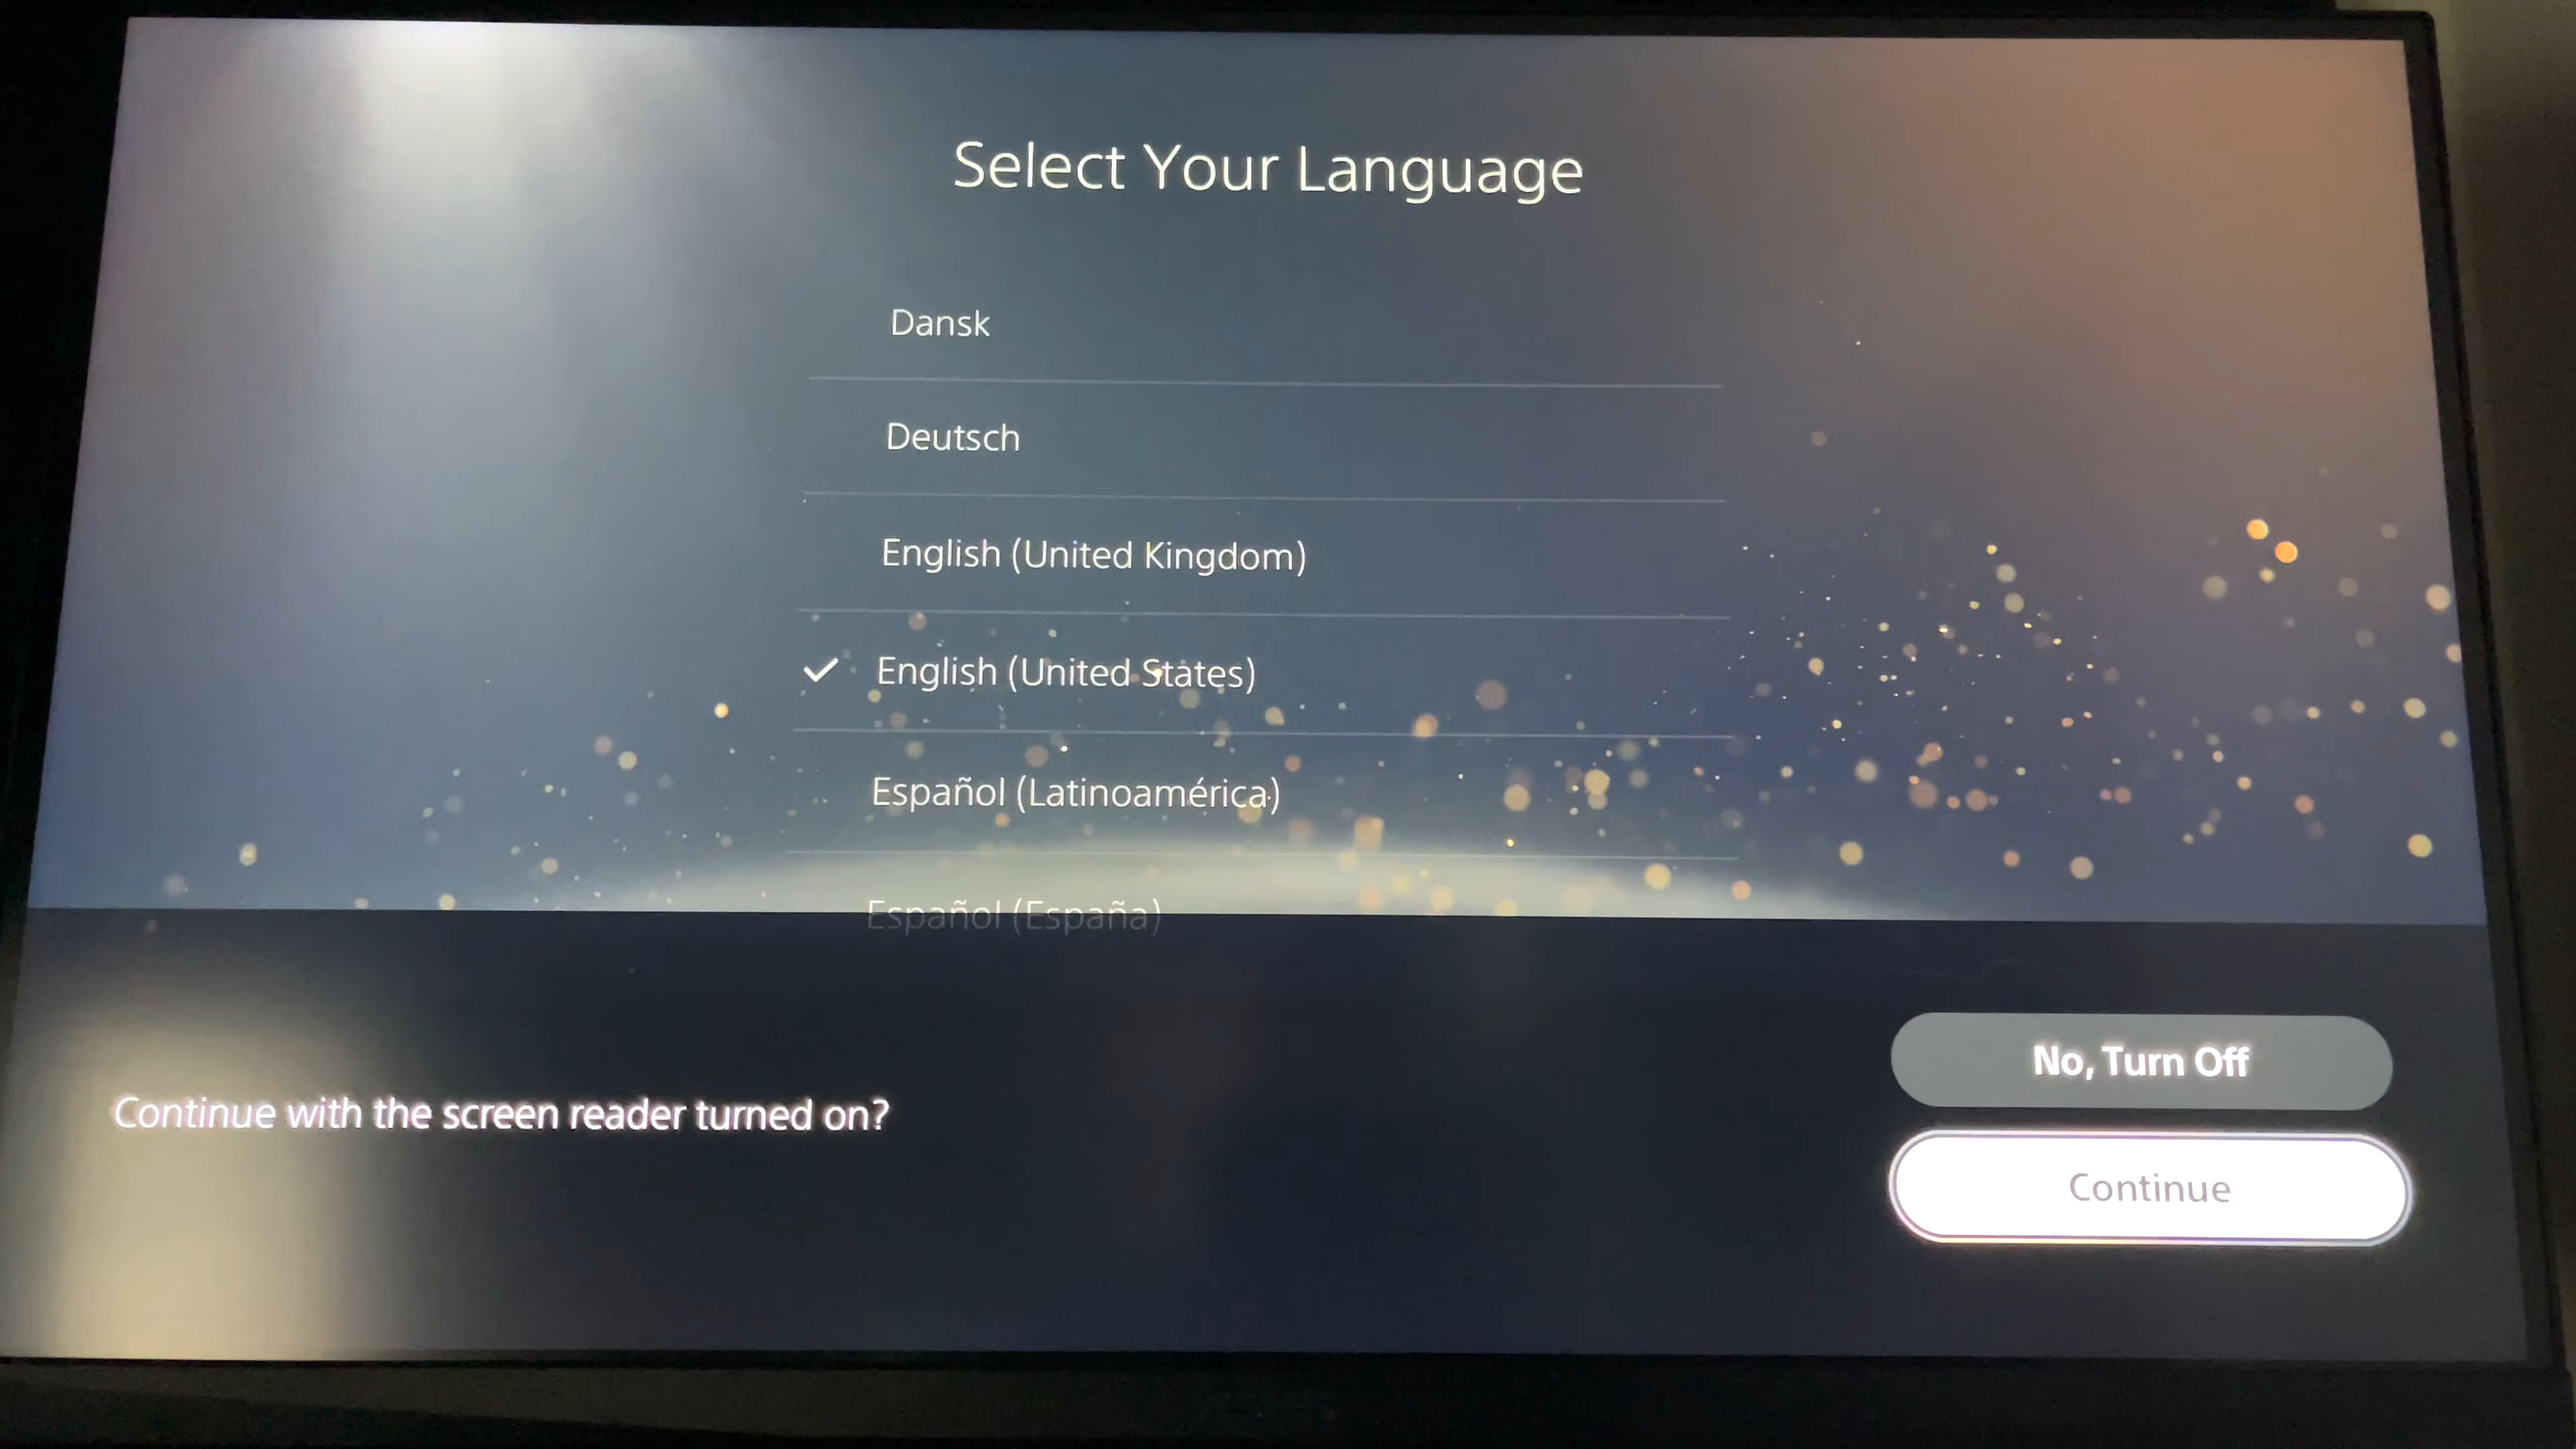 Select Your Language
Dansk
Deutsch
English (United Kingdom)
English (United States)
Español (Latinoamérica)
Español (España)
Continue with the screen reader turned on?
No, Turn Off
Continue